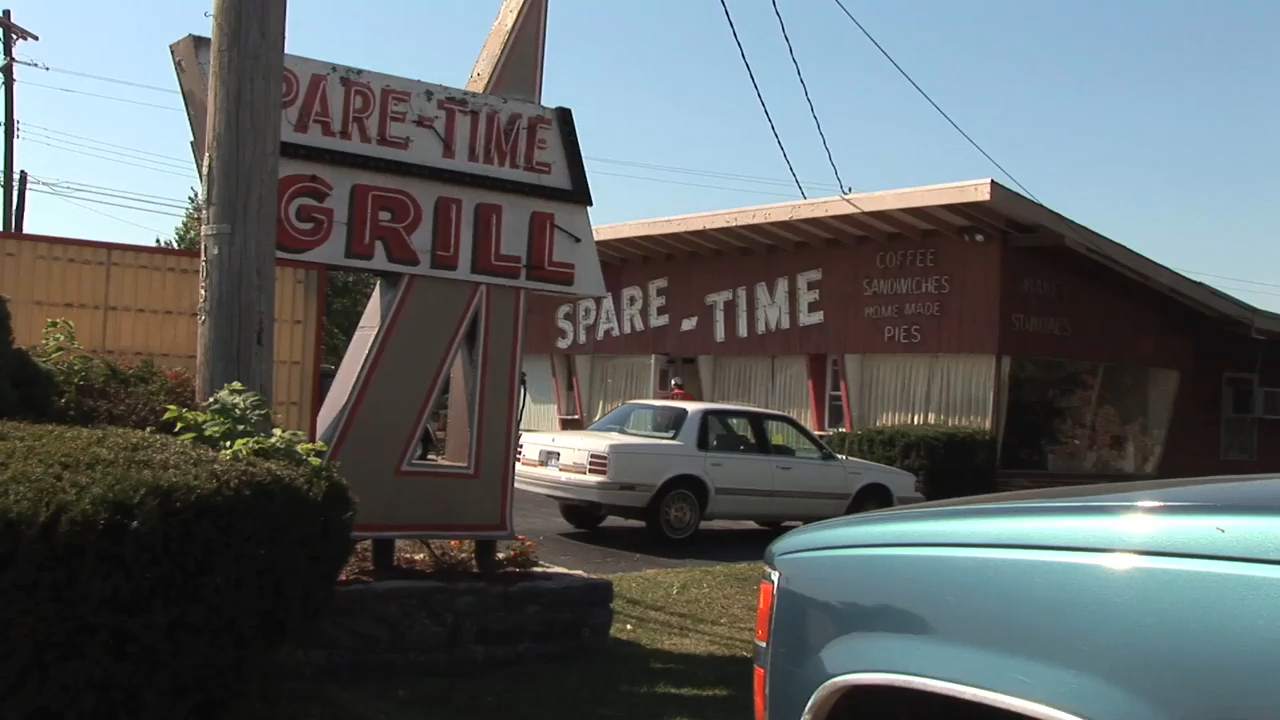 PARE-TIME
GRILL
SPARE-TIME
COFFEE
SANDWICHES
HOME MADE
PIES